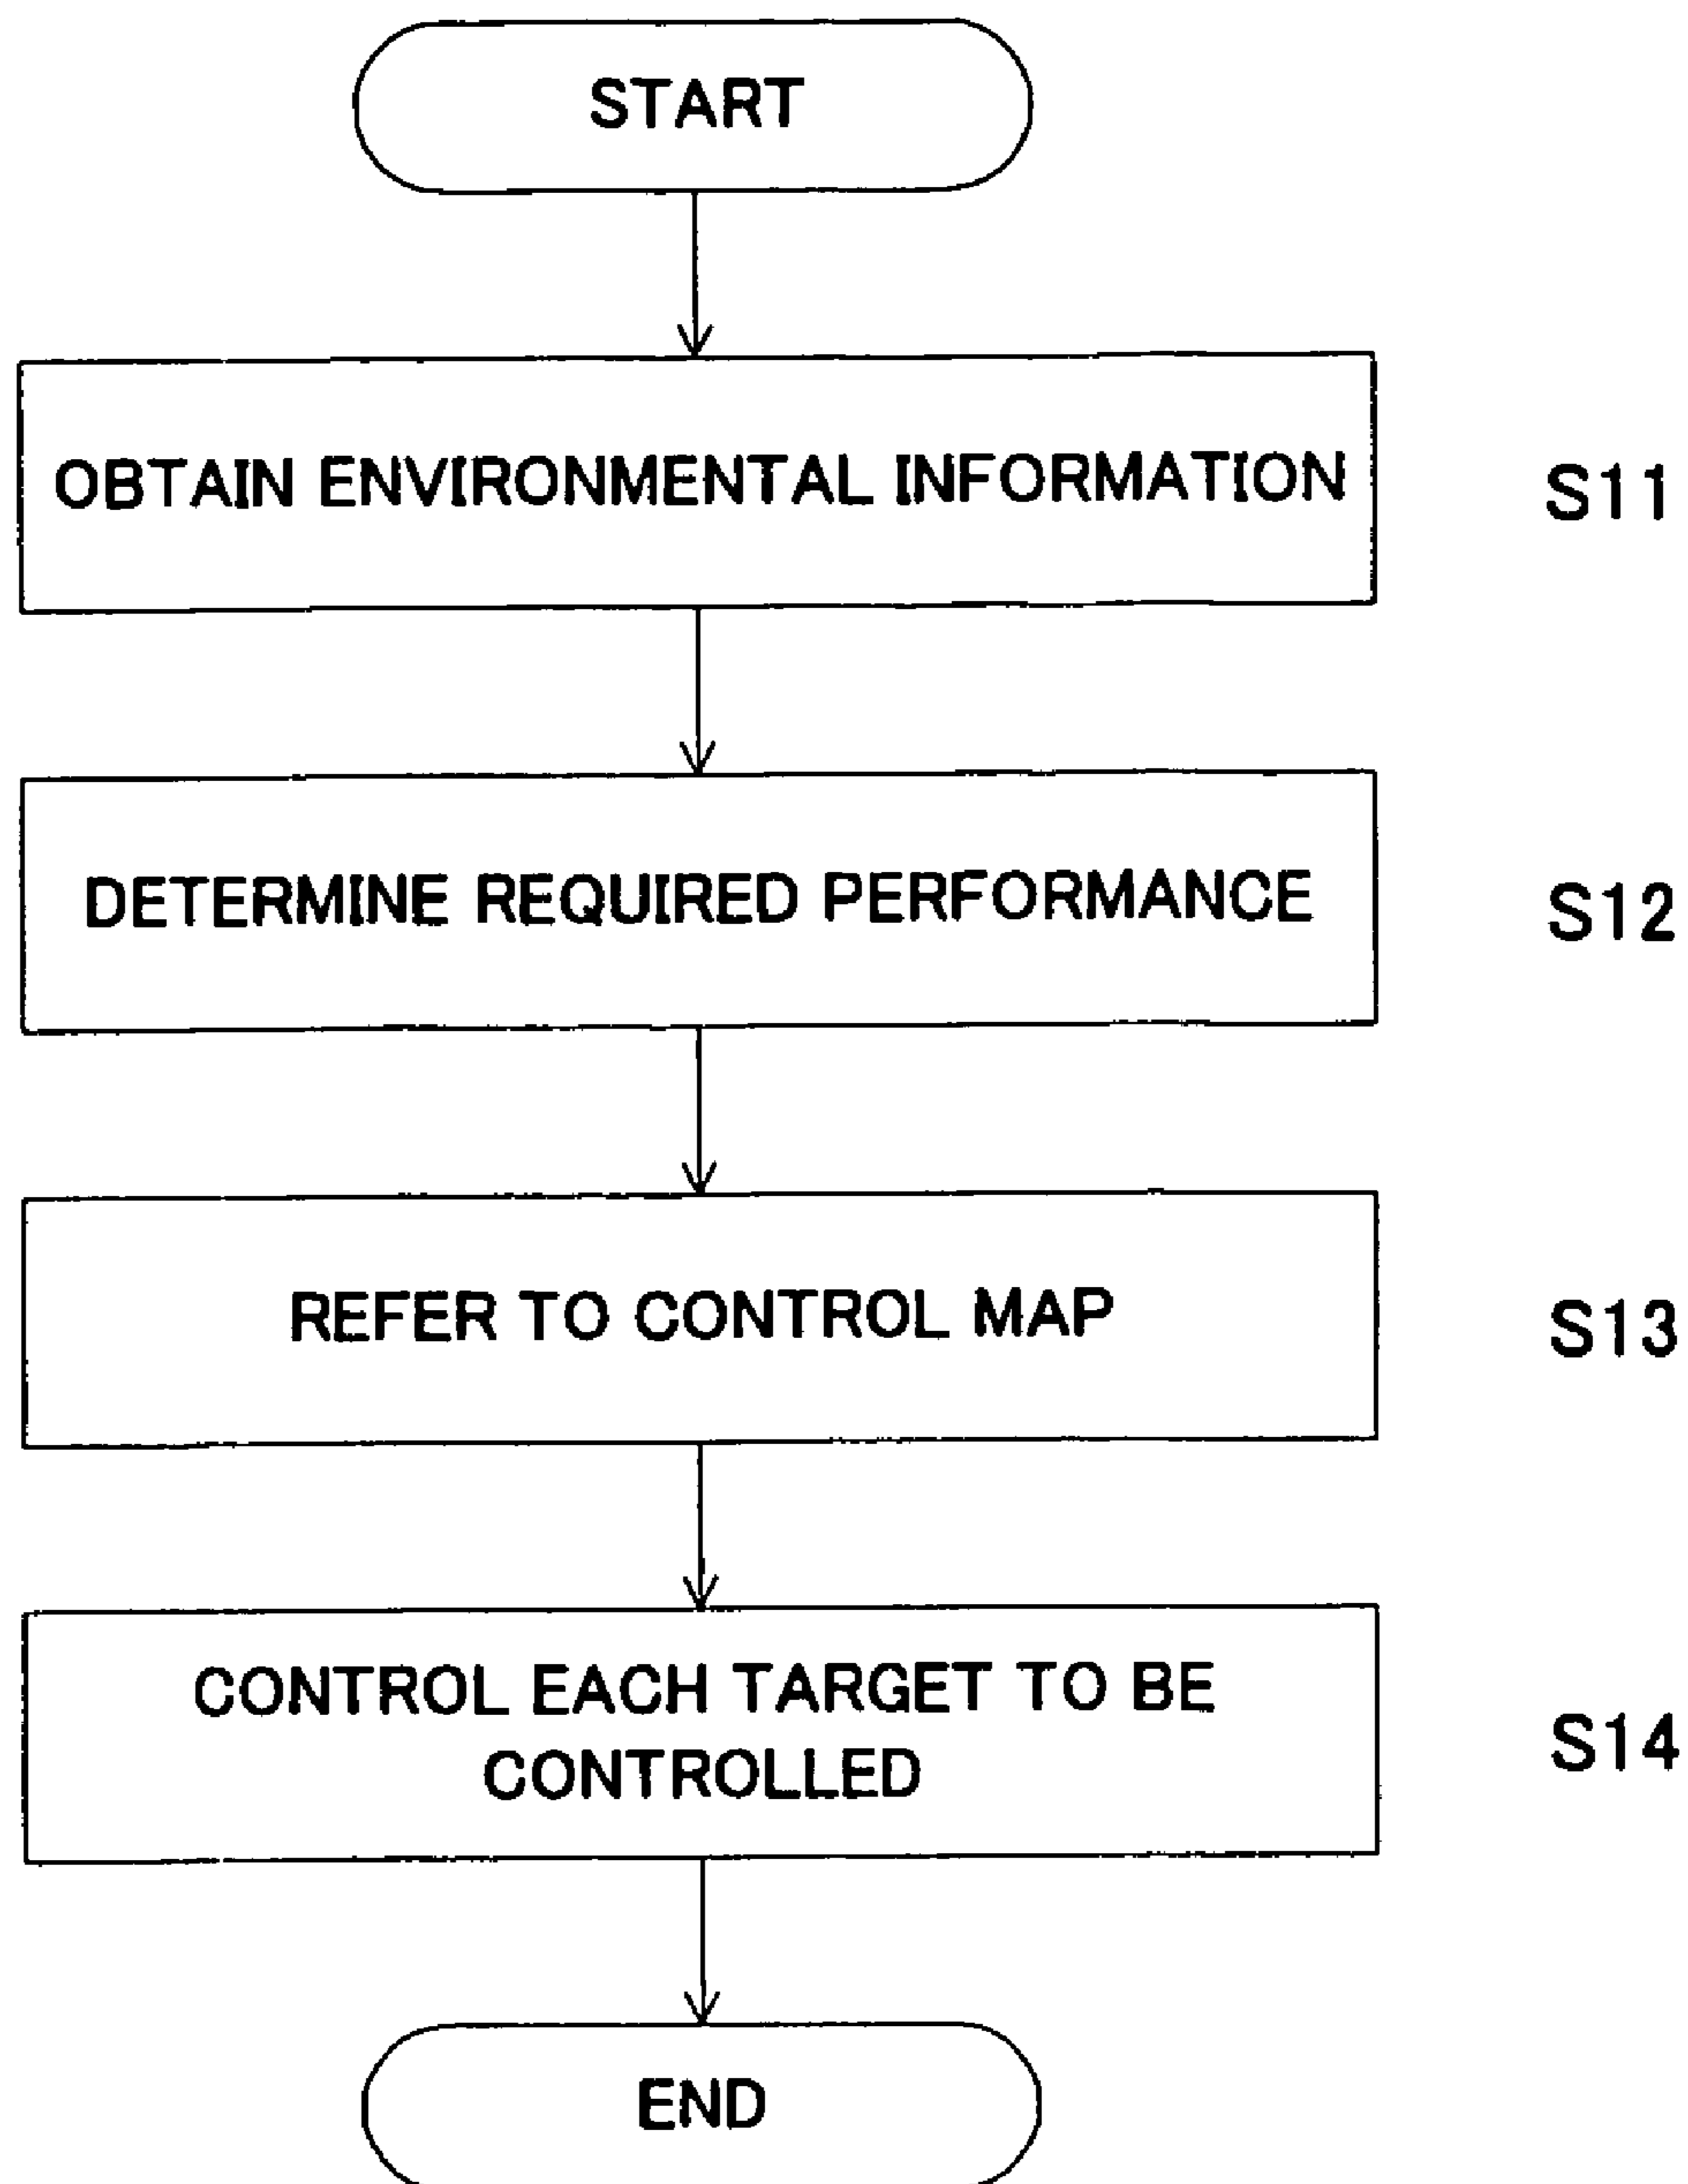 START
OBTAIN ENVIRONMENTAL INFORMATION
S11
DETERMINE REQUIRED PERFORMANCE
S12
REFER TO CONTROL MAP
S13
CONTROL EACH TARGET TO BE
CONTROLLED
S14
END